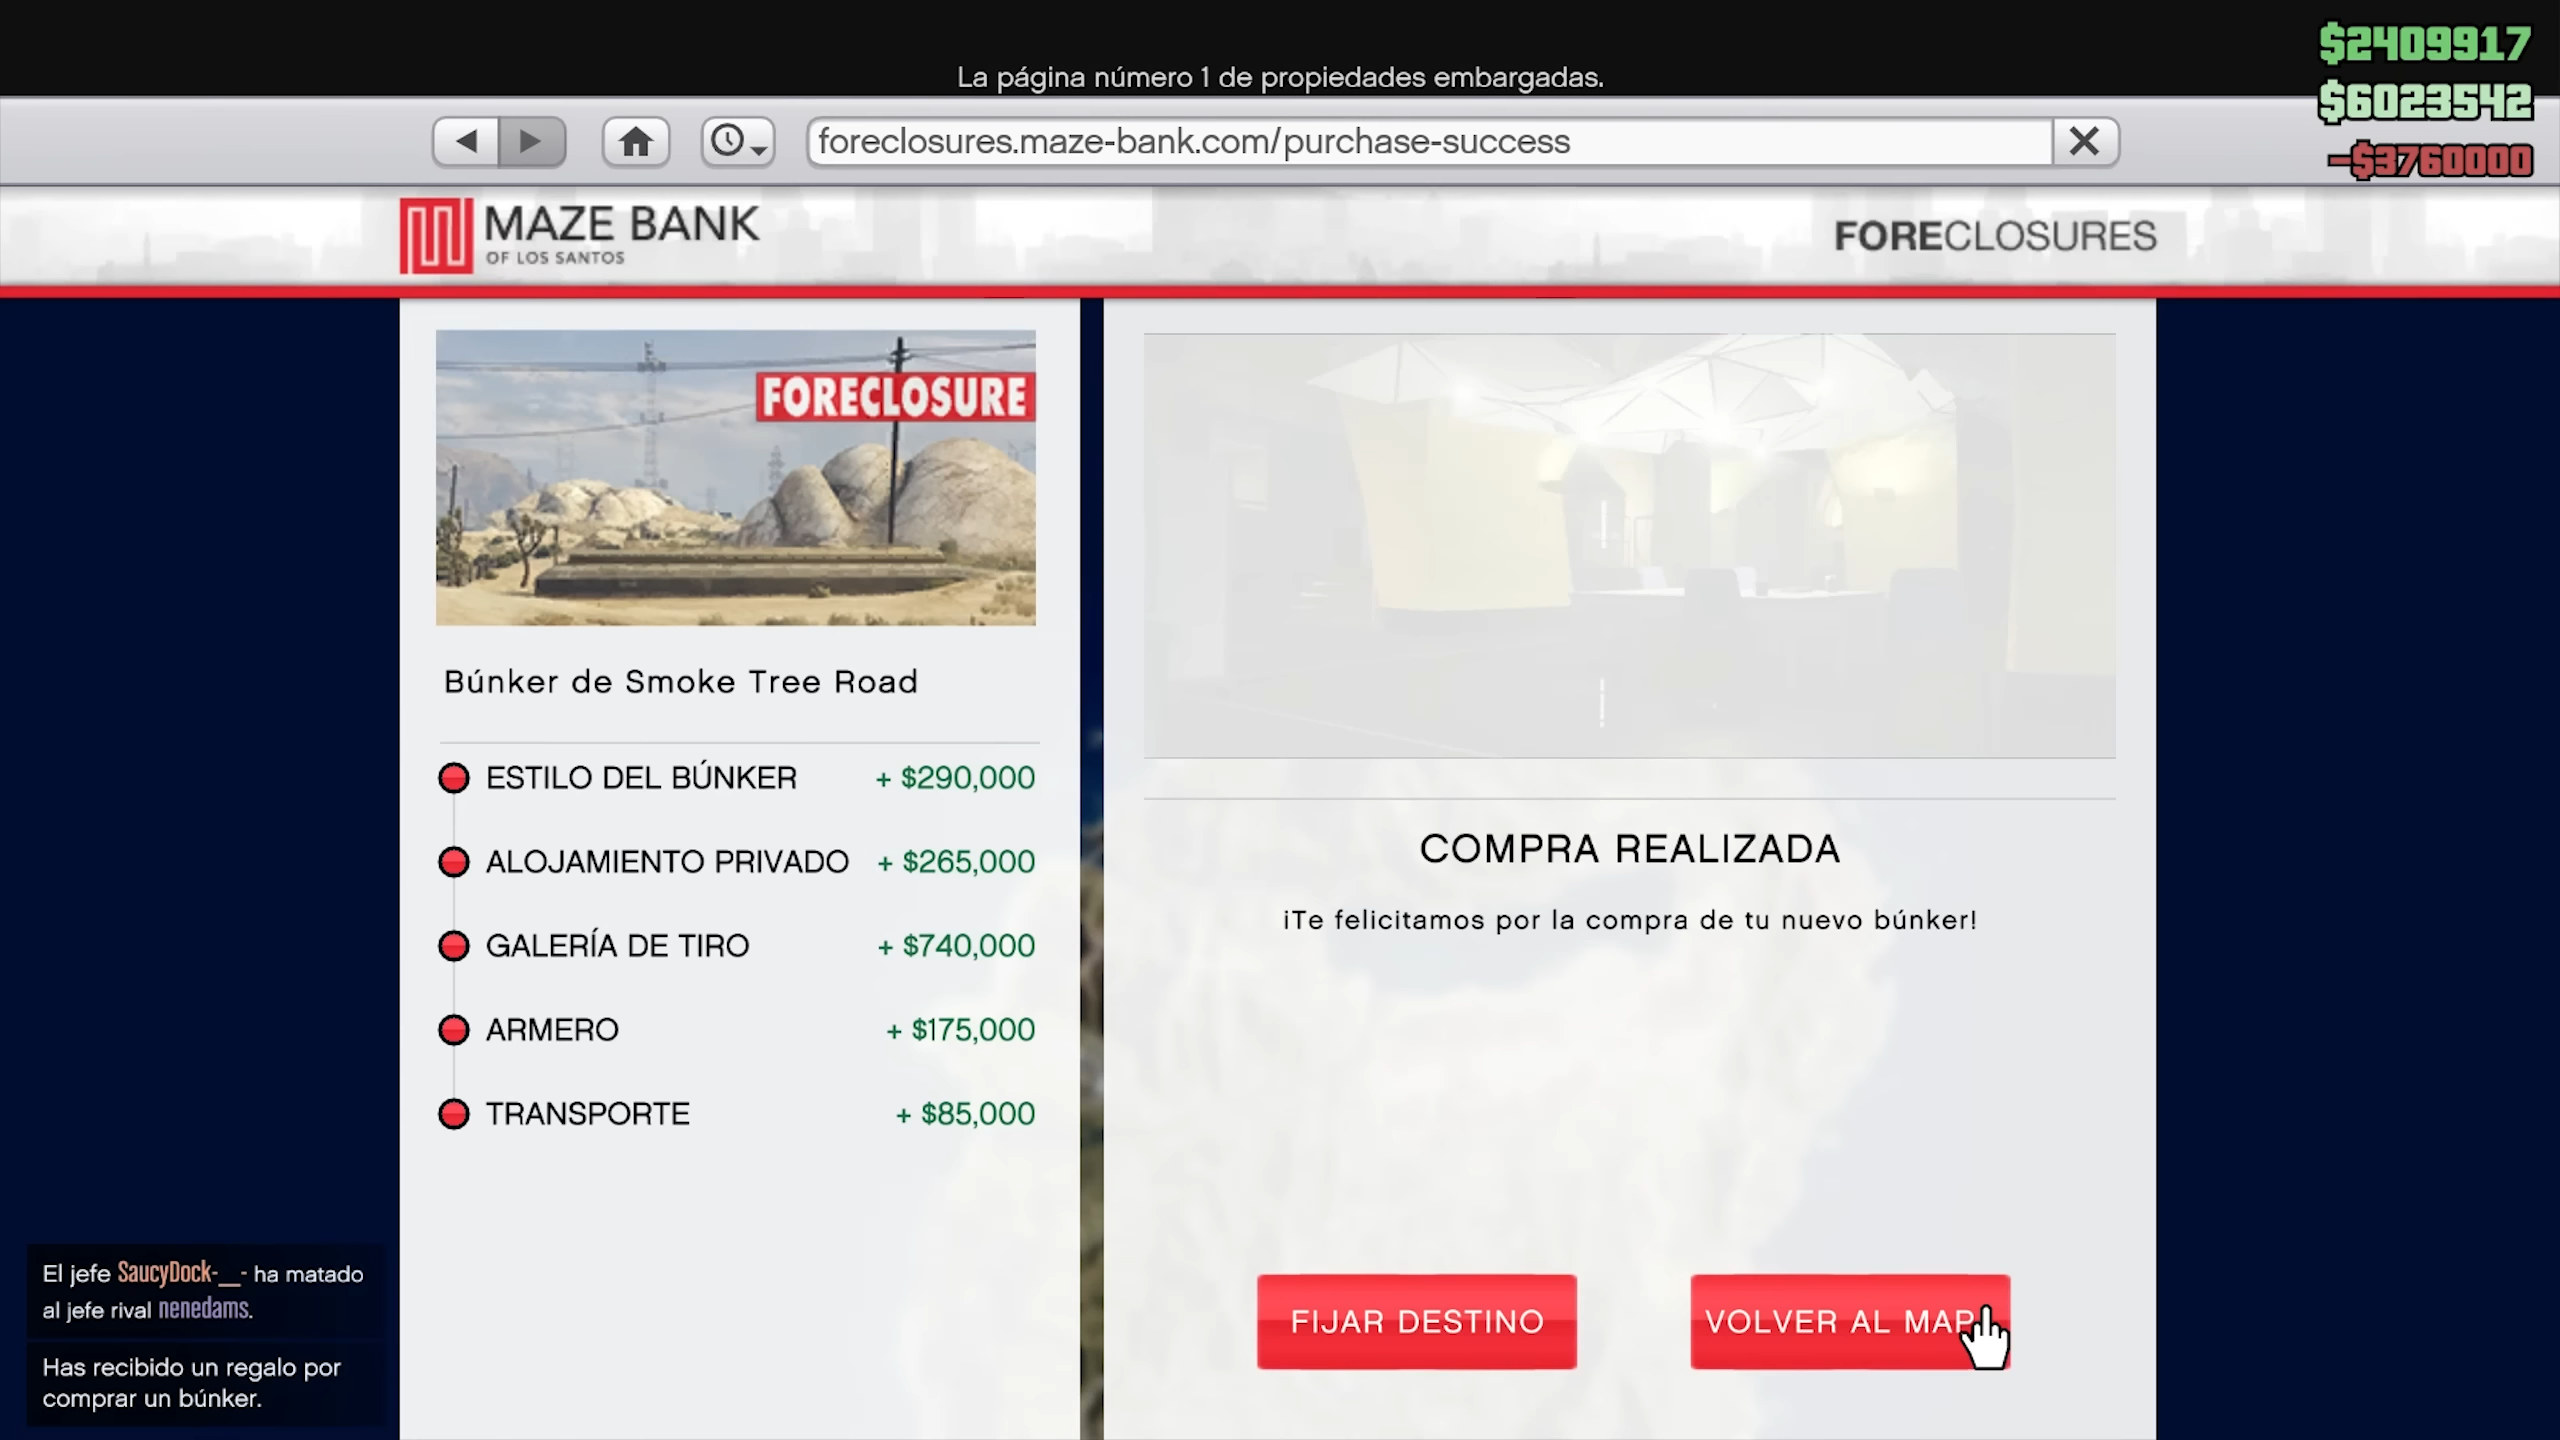 $2409917
La página número 1 de propiedades embargadas.
$6023542
foreclosures.maze-bank.com/purchase-success
-$3760000
MAZE BANK
OF LOS SANTOS
FORECLOSURES
FORECLOSURE
Búnker de Smoke Tree Road
ESTILO DEL BÚNKER + $290,000
ALOJAMIENTO PRIVADO + $265,000
GALERÍA DE TIRO + $740,000
ARMERO + $175,000
TRANSPORTE + $85,000
COMPRA REALIZADA
¡Te felicitamos por la compra de tu nuevo búnker!
FIJAR DESTINO
VOLVER AL MAP
El jefe SaucyDock-__- ha matado
al jefe rival nenedams.
Has recibido un regalo por
comprar un búnker.